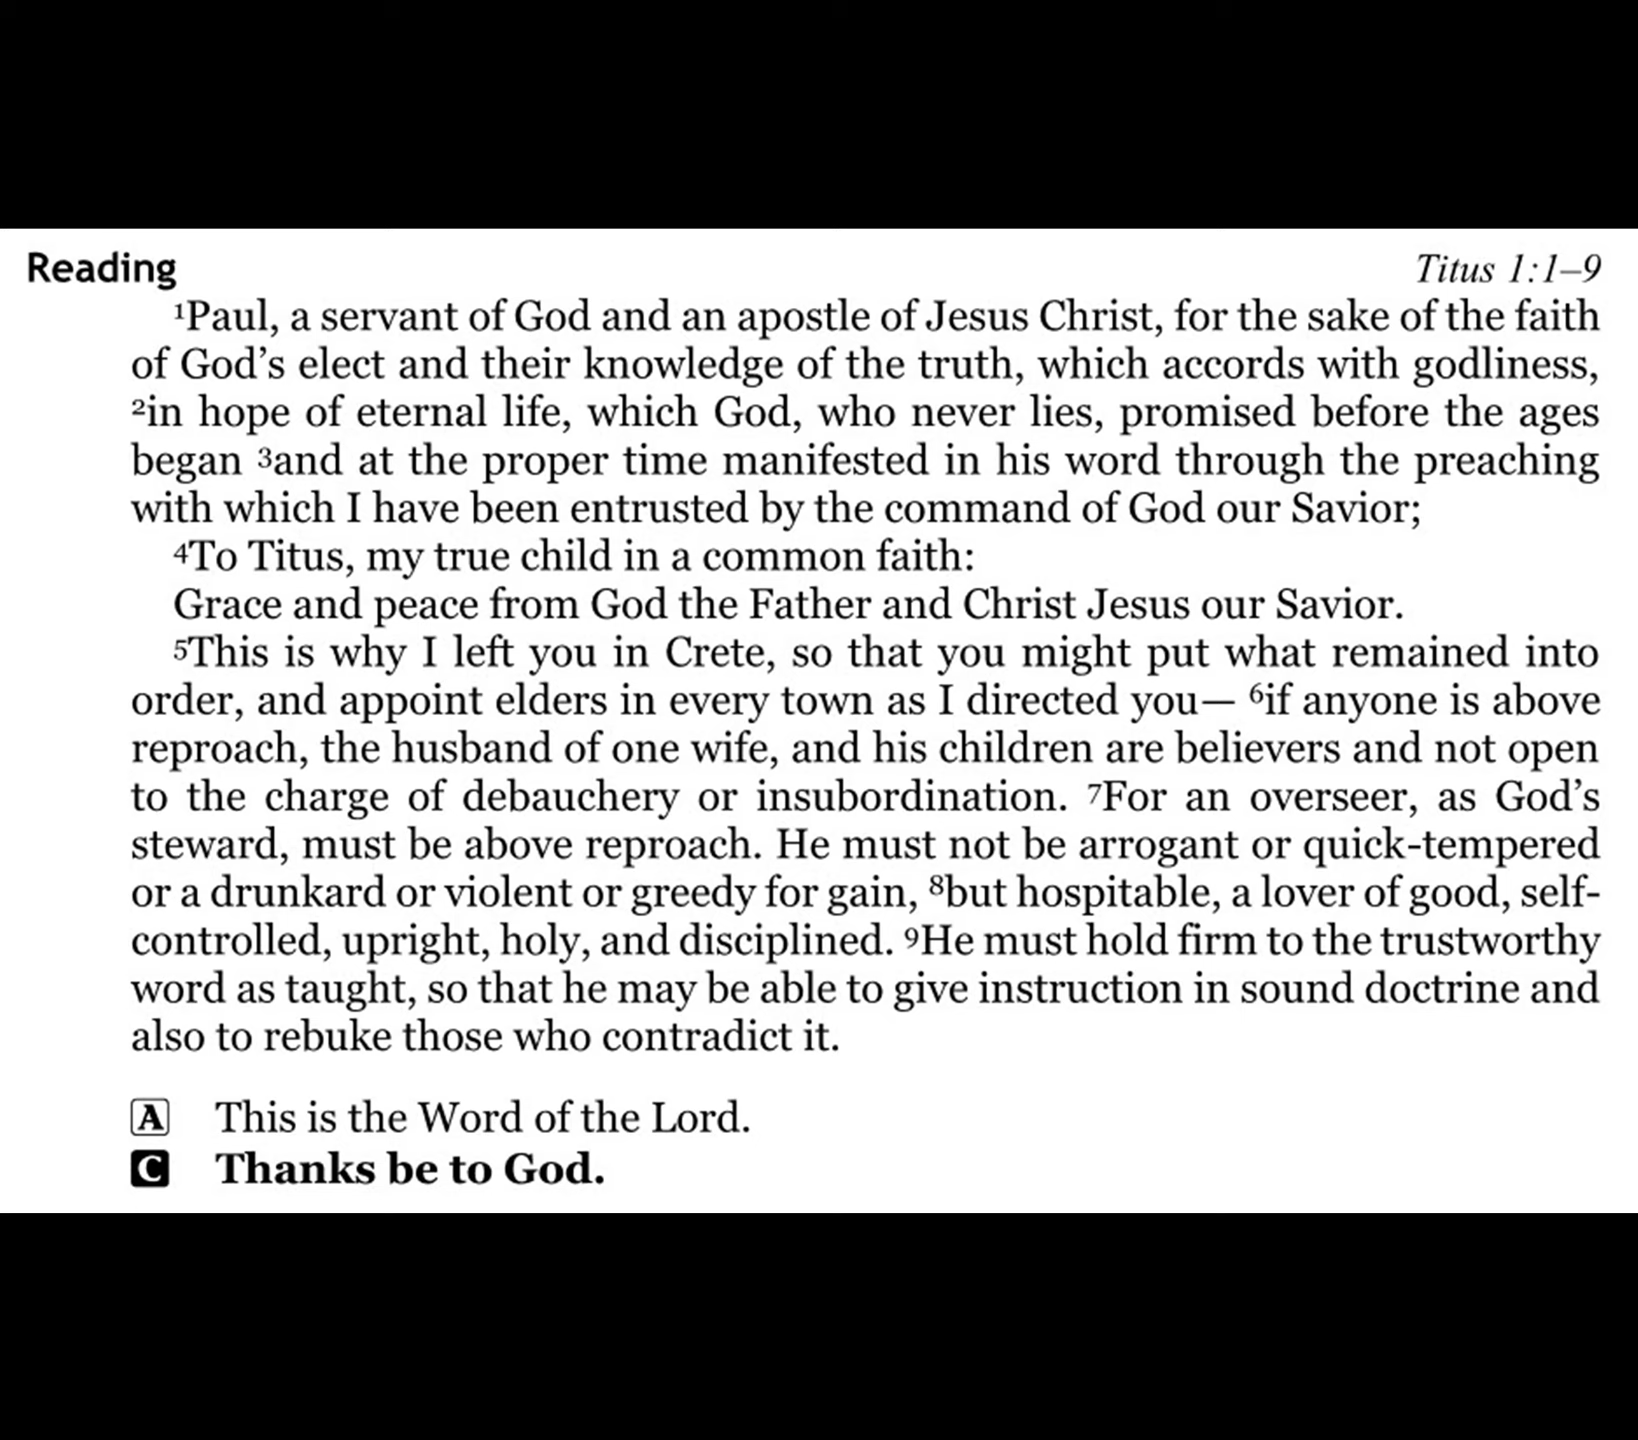 Reading Titus 1:1–9
¹Paul, a servant of God and an apostle of Jesus Christ, for the sake of the faith
of God’s elect and their knowledge of the truth, which accords with godliness,
²in hope of eternal life, which God, who never lies, promised before the ages
began ³and at the proper time manifested in his word through the preaching
with which I have been entrusted by the command of God our Savior;
⁴To Titus, my true child in a common faith:
Grace and peace from God the Father and Christ Jesus our Savior.
⁵This is why I left you in Crete, so that you might put what remained into
order, and appoint elders in every town as I directed you— ⁶if anyone is above
reproach, the husband of one wife, and his children are believers and not open
to the charge of debauchery or insubordination. ⁷For an overseer, as God’s
steward, must be above reproach. He must not be arrogant or quick-tempered
or a drunkard or violent or greedy for gain, ⁸but hospitable, a lover of good, self-
controlled, upright, holy, and disciplined. ⁹He must hold firm to the trustworthy
word as taught, so that he may be able to give instruction in sound doctrine and
also to rebuke those who contradict it.
A This is the Word of the Lord.
C Thanks be to God.